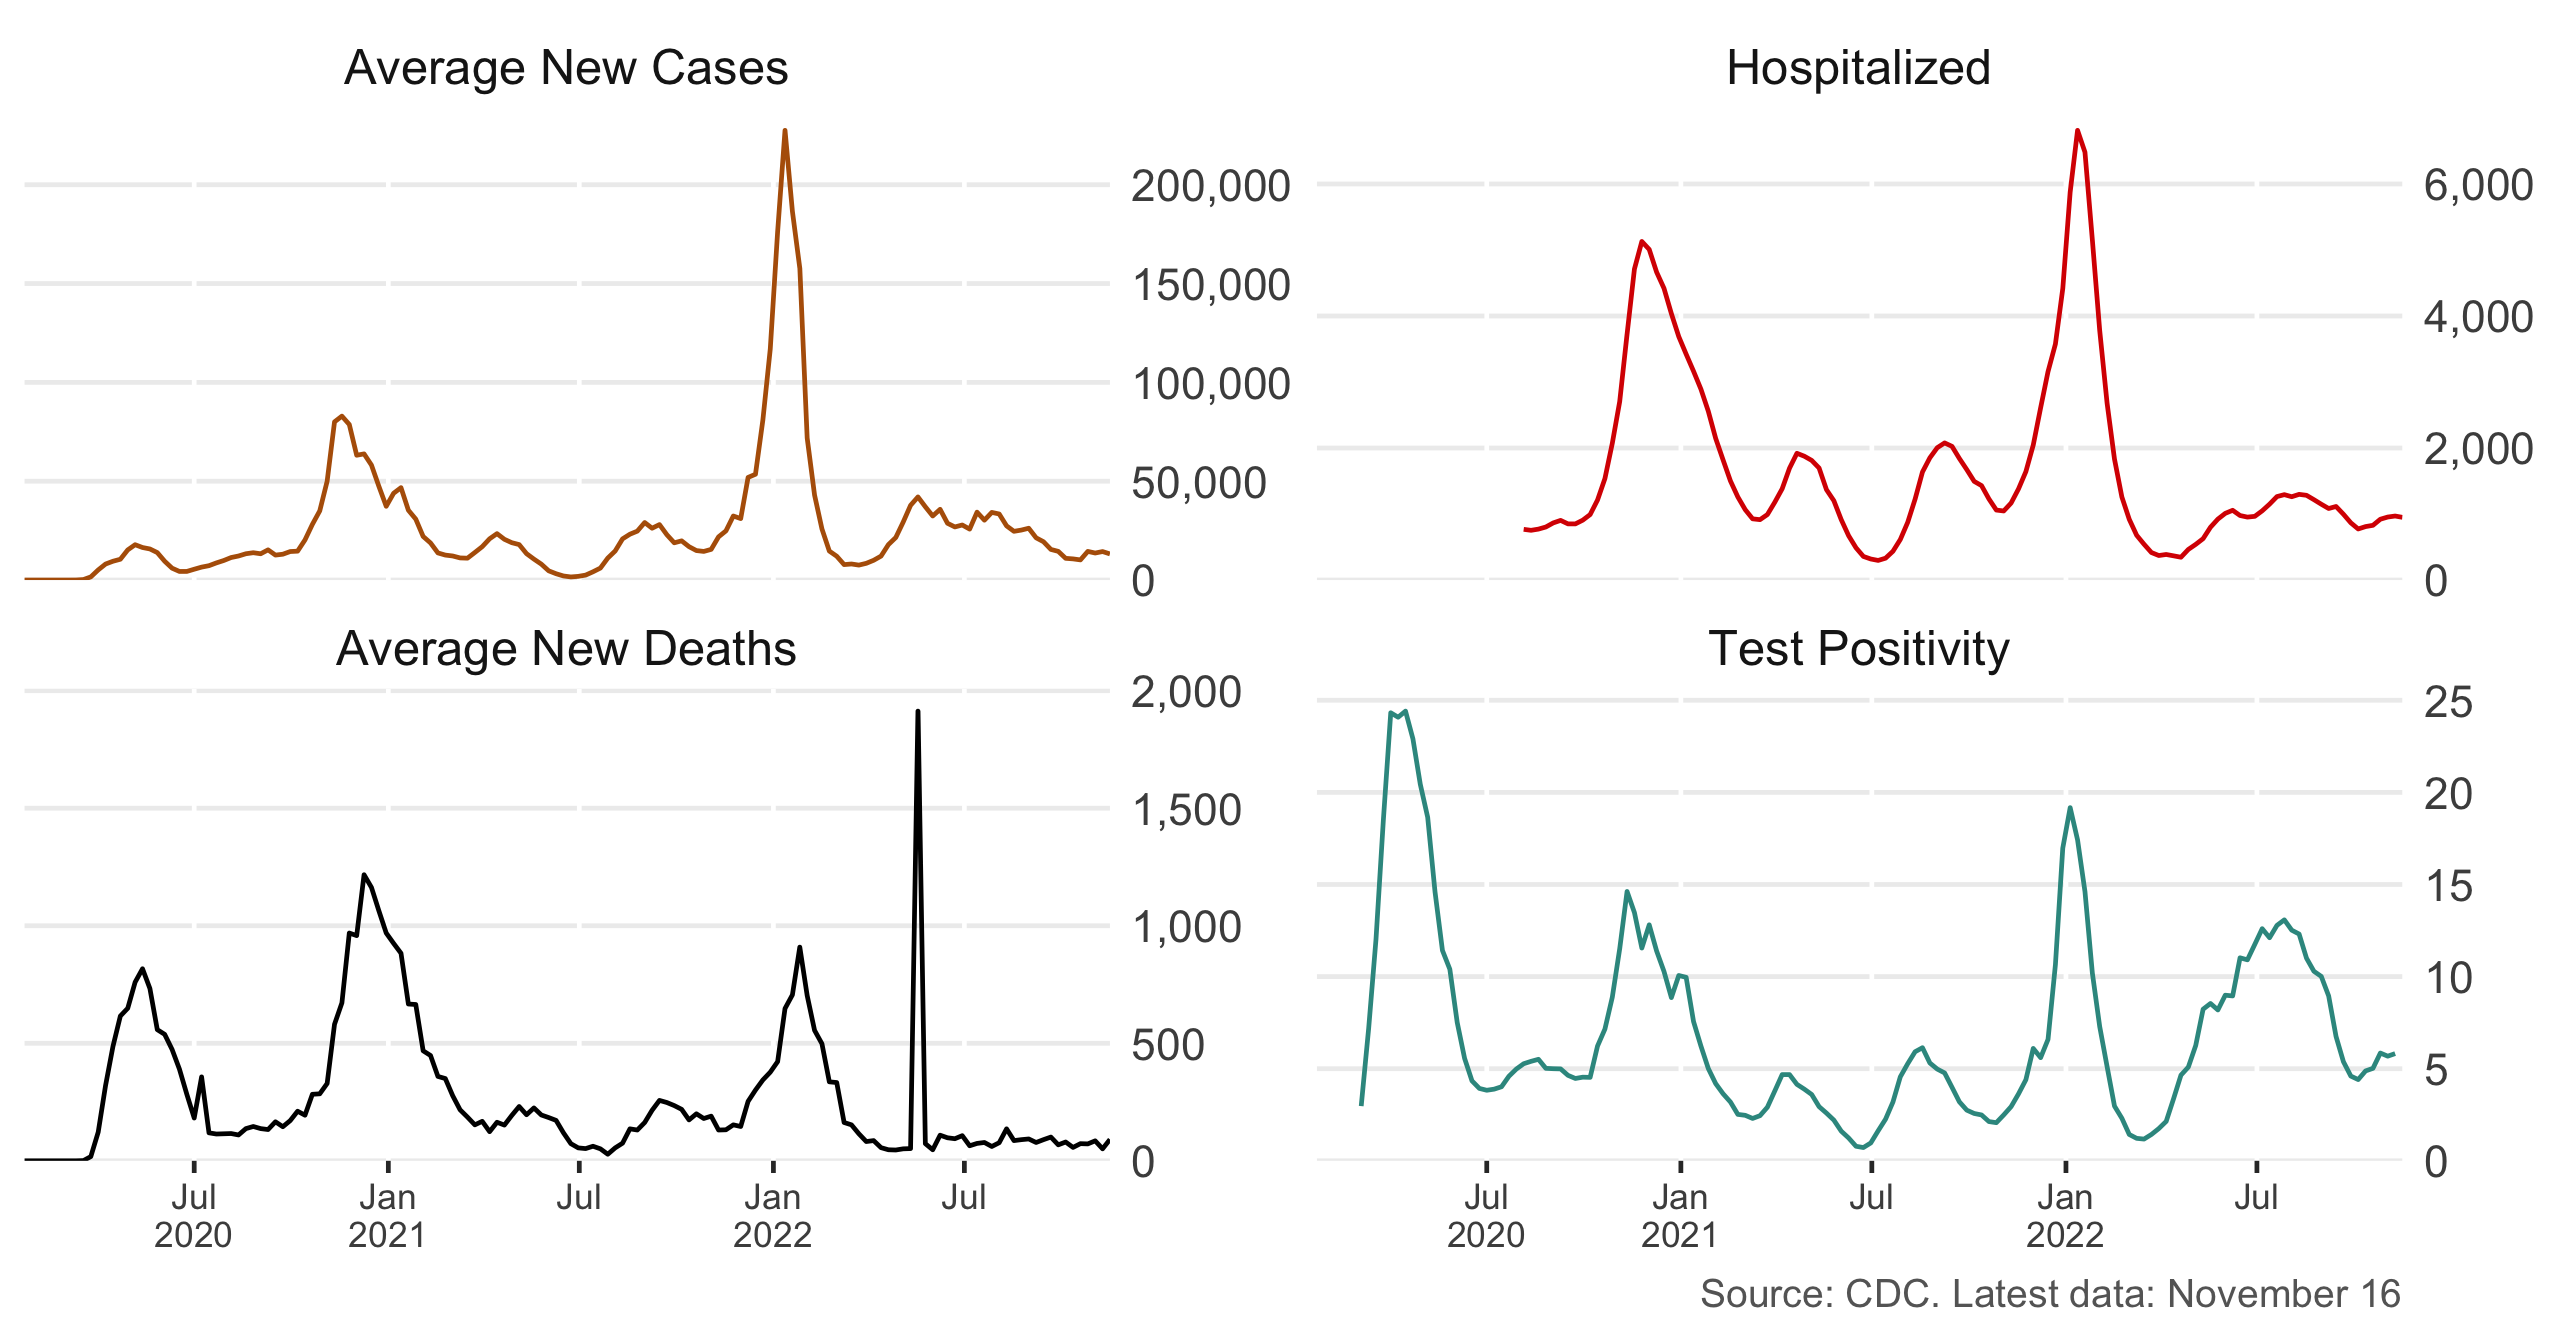 Average New Cases
200,000
150,000
100,000
50,000
0
Hospitalized
6,000
4,000
2,000
0
Average New Deaths
2,000
1,500
1,000
500
0
Jul Jan Jul Jan Jul
2020 2021 2022
Test Positivity
25
20
15
10
5
0
Jul Jan Jul Jan Jul
2020 2021 2022
Source: CDC. Latest data: November 16